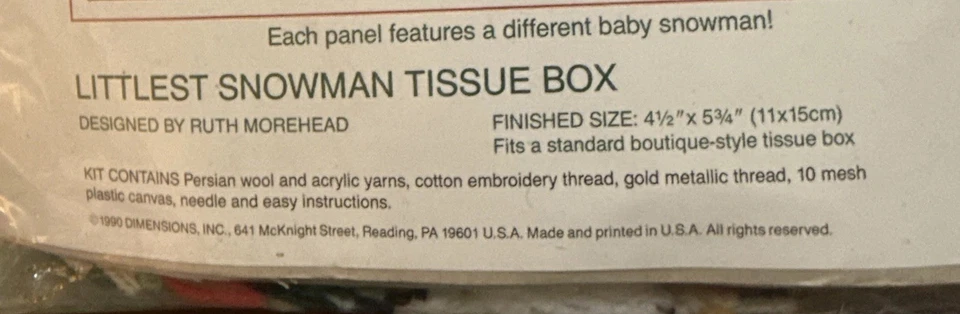 Each panel features a different baby snowman!
LITTLEST SNOWMAN TISSUE BOX
DESIGNED BY RUTH MOREHEAD
FINISHED SIZE: 4½"x 5¾" (11x15cm)
Fits a standard boutique-style tissue box
KIT CONTAINS Persian wool and acrylic yarns, cotton embroidery thread, gold metallic thread, 10 mesh
plastic canvas, needle and easy instructions.
©1990 DIMENSIONS, INC., 641 McKnight Street, Reading, PA 19601 U.S.A. Made and printed in U.S.A. All rights reserved.